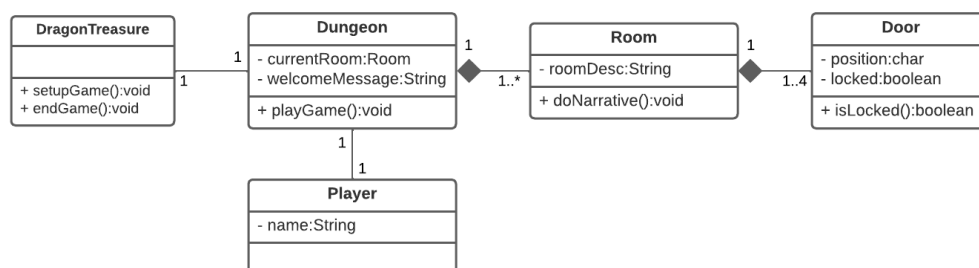 DragonTreasure
+ setupGame():void
+ endGame():void
1
1
Dungeon
- currentRoom:Room
- welcomeMessage:String
+ playGame():void
1
1..*
Room
- roomDesc:String
+ doNarrative():void
1
1..4
Door
- position:char
- locked:boolean
+ isLocked():boolean
1
1
Player
- name:String